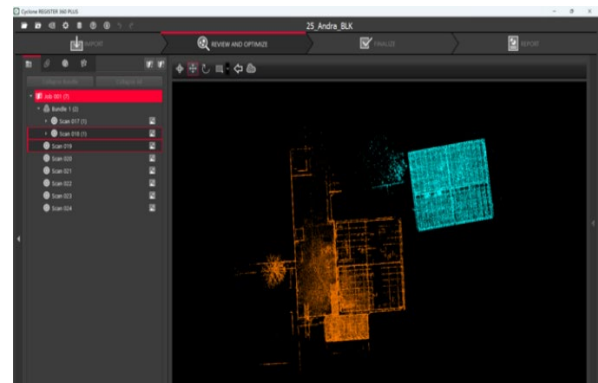 Cyclone REGISTER 360 PLUS
25_Andra_BLK
IMPORT
REVIEW AND OPTIMIZE
FINALIZE
REPORT
Job 001 (7)
Bundle 1 (2)
Scan 017 (1)
Scan 018 (1)
Scan 019
Scan 020
Scan 021
Scan 022
Scan 023
Scan 024